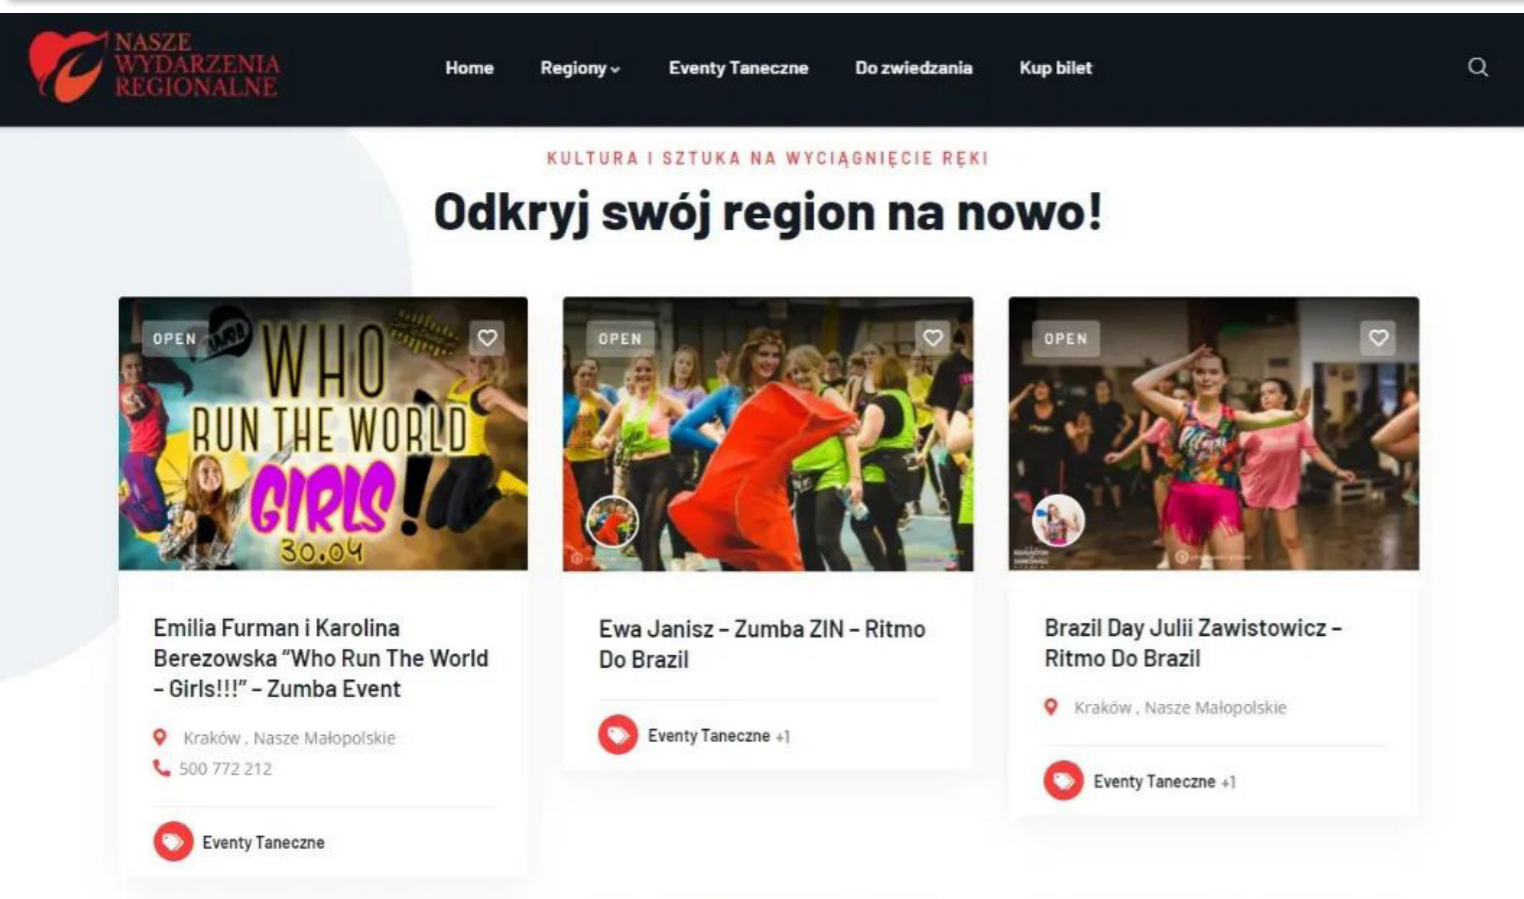 NASZE
WYDARZENIA
REGIONALNE
Home
Regiony
Eventy Taneczne
Do zwiedzania
Kup bilet
KULTURA I SZTUKA NA WYCIĄGNIĘCIE RĘKI
Odkryj swój region na nowo!
OPEN
WHO
RUN THE WORLD
GIRLS!
30.04
Emilia Furman i Karolina
Berezowska “Who Run The World
– Girls!!!” – Zumba Event
Kraków , Nasze Małopolskie
500 772 212
Eventy Taneczne
OPEN
Ewa Janisz – Zumba ZIN – Ritmo
Do Brazil
Eventy Taneczne +1
OPEN
Brazil Day Julii Zawistowicz –
Ritmo Do Brazil
Kraków , Nasze Małopolskie
Eventy Taneczne +1